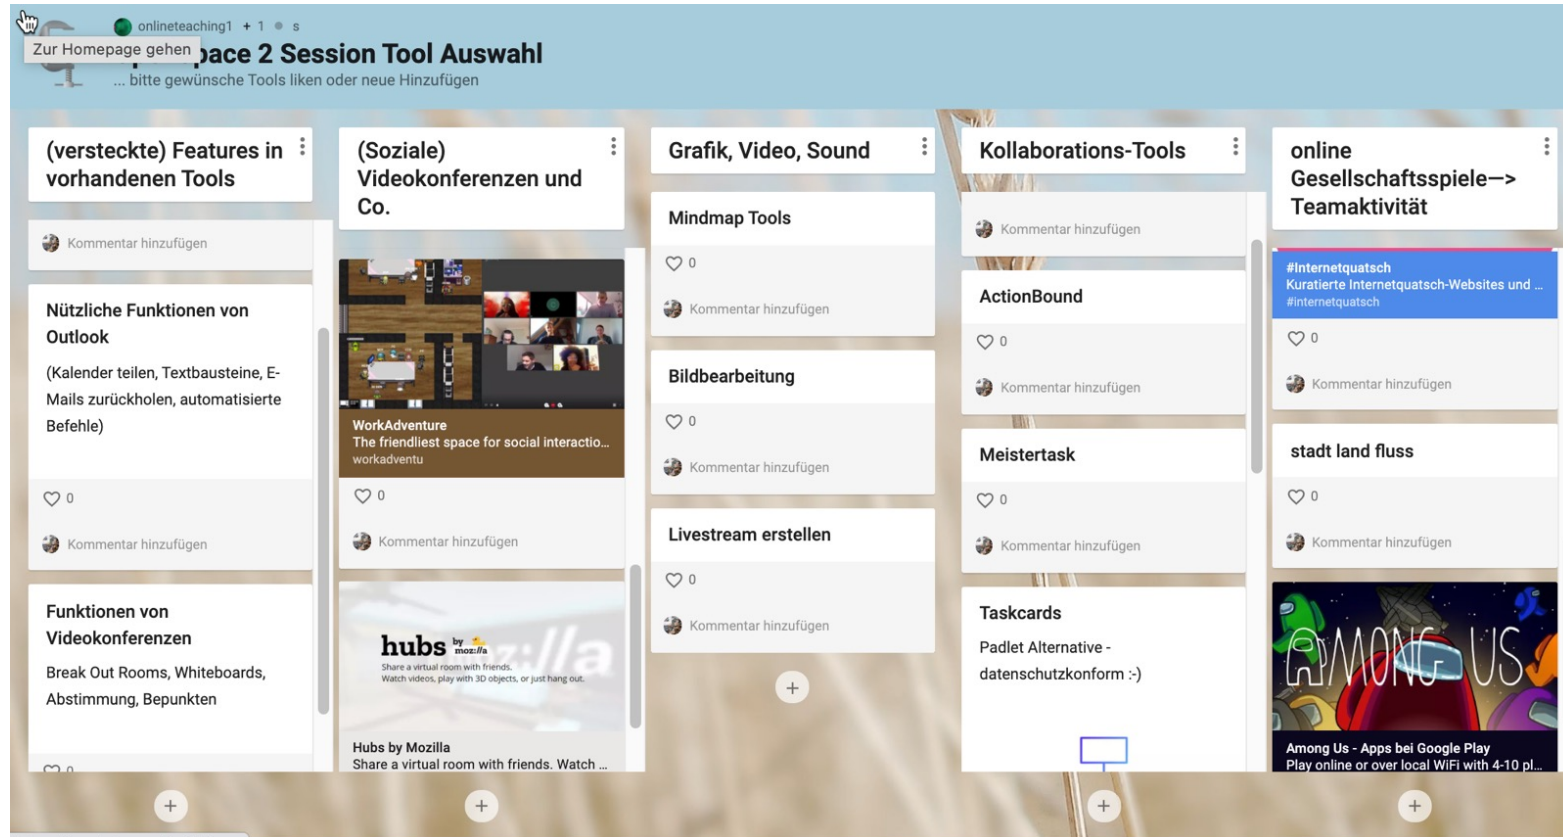 onlineteaching1 + 1 s
Zur Homepage gehen
pace 2 Session Tool Auswahl
... bitte gewünsche Tools liken oder neue Hinzufügen
(versteckte) Features in
vorhandenen Tools
Kommentar hinzufügen
Nützliche Funktionen von
Outlook
(Kalender teilen, Textbausteine, E-
Mails zurückholen, automatisierte
Befehle)
0
Kommentar hinzufügen
Funktionen von
Videokonferenzen
Break Out Rooms, Whiteboards,
Abstimmung, Bepunkten
0
(Soziale)
Videokonferenzen und
Co.
WorkAdventure
The friendliest space for social interactio...
workadventu
0
Kommentar hinzufügen
hubs by moz://a
Share a virtual room with friends.
Watch videos, play with 3D objects, or just hang out.
Hubs by Mozilla
Share a virtual room with friends. Watch ...
Grafik, Video, Sound
Mindmap Tools
0
Kommentar hinzufügen
Bildbearbeitung
0
Kommentar hinzufügen
Livestream erstellen
0
Kommentar hinzufügen
Kollaborations-Tools
Kommentar hinzufügen
ActionBound
0
Kommentar hinzufügen
Meistertask
0
Kommentar hinzufügen
Taskcards
Padlet Alternative -
datenschutzkonform :-)
online
Gesellschaftsspiele—>
Teamaktivität
#Internetquatsch
Kuratierte Internetquatsch-Websites und ...
#internetquatsch
0
Kommentar hinzufügen
stadt land fluss
0
Kommentar hinzufügen
AMONG US
Among Us - Apps bei Google Play
Play online or over local WiFi with 4-10 pl...